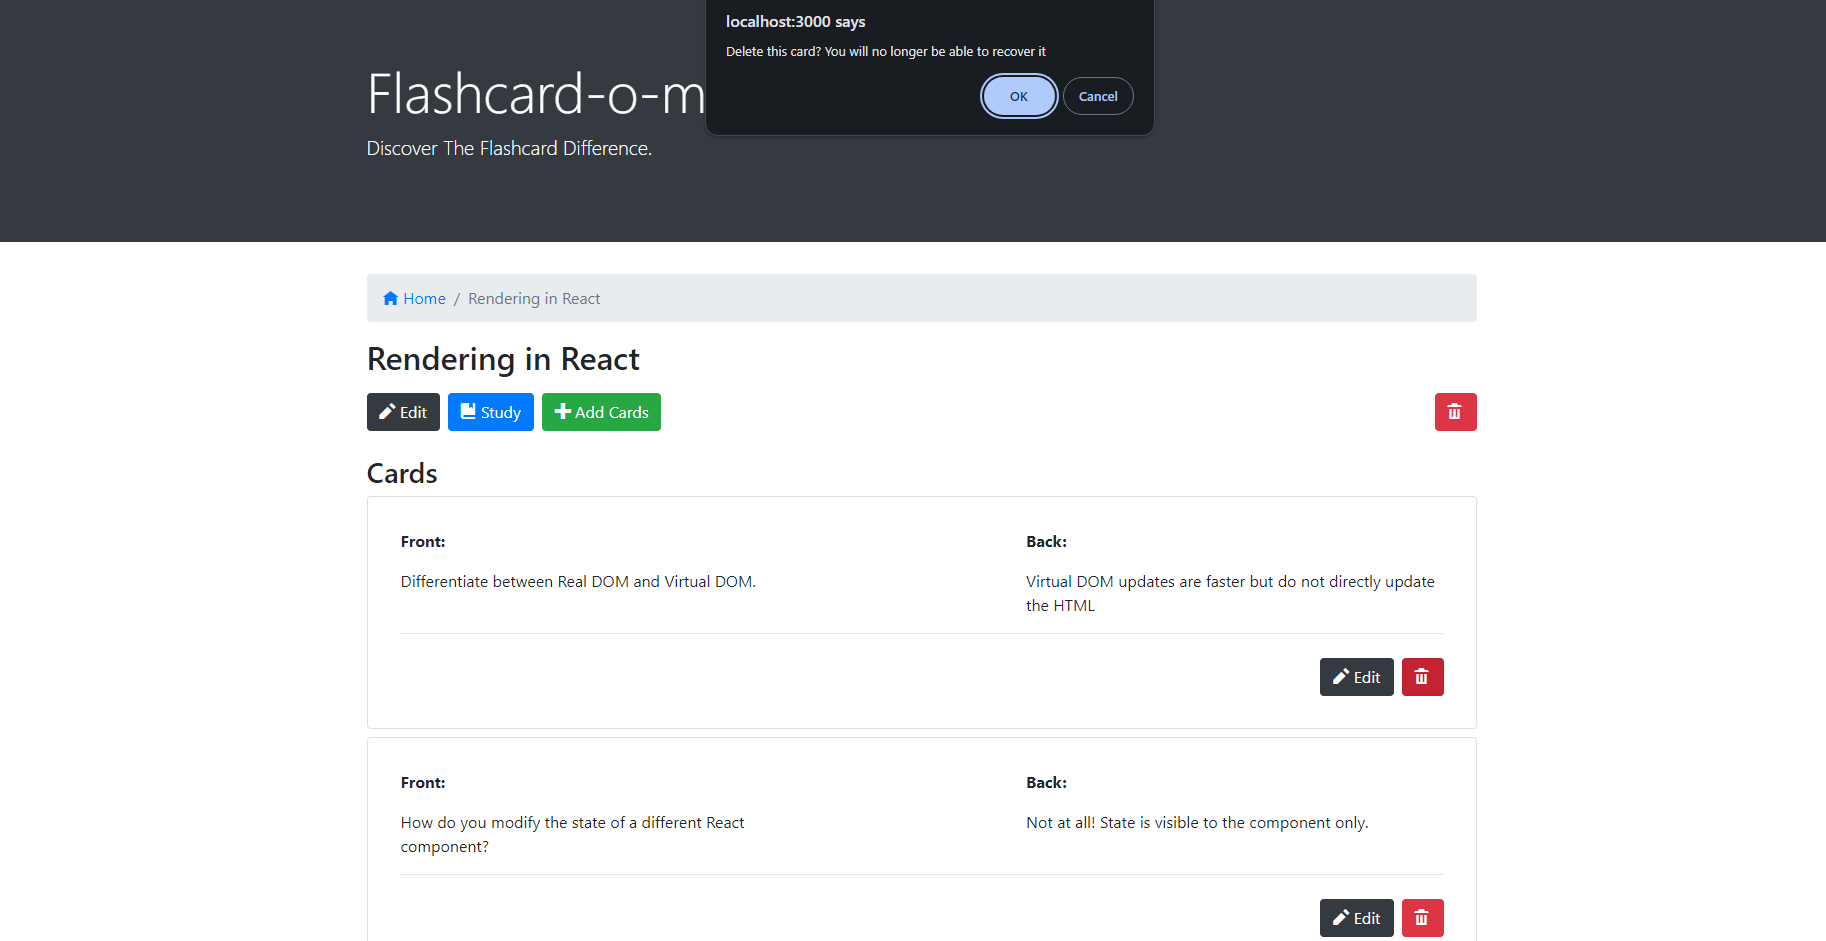 localhost:3000 says
Delete this card? You will no longer be able to recover it
OK Cancel
Flashcard-o-m
Discover The Flashcard Difference.
Home / Rendering in React
Rendering in React
Edit Study Add Cards
Cards
Front: Back:
Differentiate between Real DOM and Virtual DOM. Virtual DOM updates are faster but do not directly update
the HTML
Edit
Front: Back:
How do you modify the state of a different React Not at all! State is visible to the component only.
component?
Edit